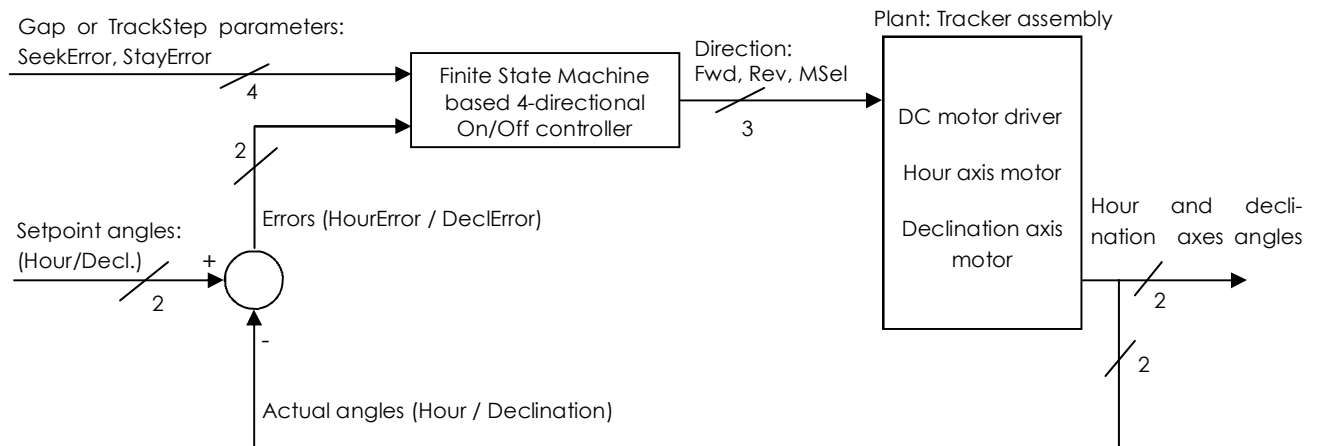 Gap or TrackStep parameters:
SeekError, StayError
4
Finite State Machine
based 4-directional
On/Off controller
Direction:
Fwd, Rev, MSel
3
Plant: Tracker assembly
DC motor driver
Hour axis motor
Declination axis
motor
2
Errors (HourError / DeclError)
Setpoint angles:
(Hour/Decl.)
+
2
-
Actual angles (Hour / Declination)
Hour and decli-
nation axes angles
2
2